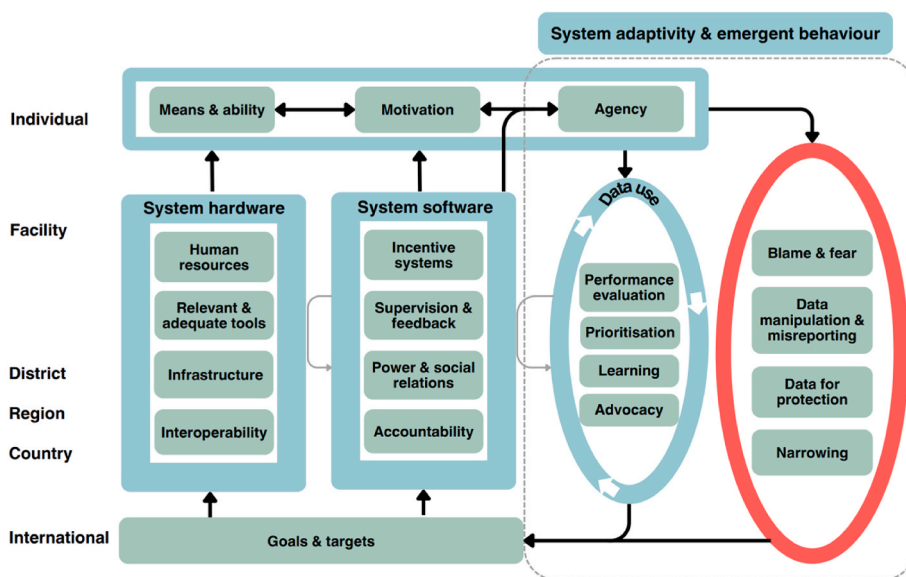 System adaptivity & emergent behaviour
Individual
Means & ability
Motivation
Agency
Facility
System hardware
Human
resources
Relevant &
adequate tools
Infrastructure
Interoperability
System software
Incentive
systems
Supervision &
feedback
Power & social
relations
Accountability
Data use
Performance
evaluation
Prioritisation
Learning
Advocacy
Blame & fear
Data
manipulation &
misreporting
Data for
protection
Narrowing
District
Region
Country
International
Goals & targets